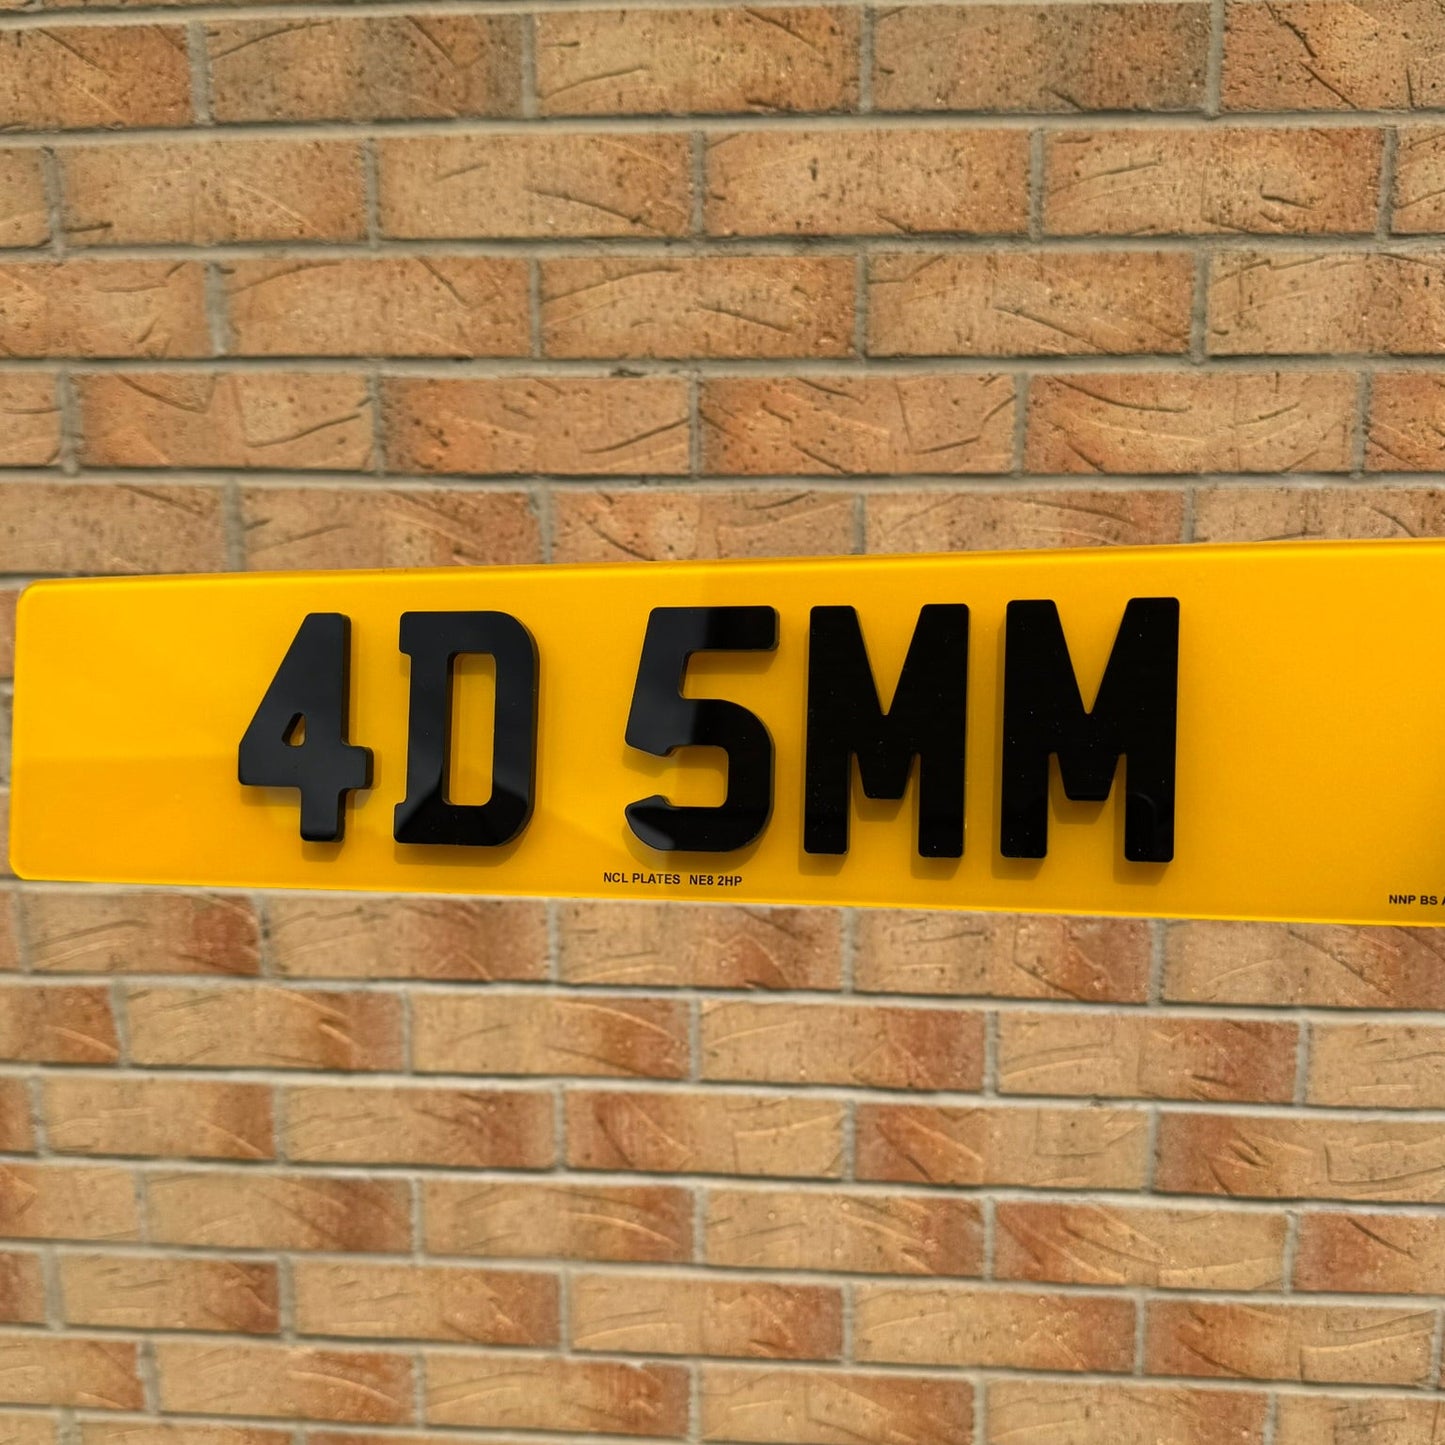 4D 5MM
NCL PLATES NE8 2HP
NNP BS